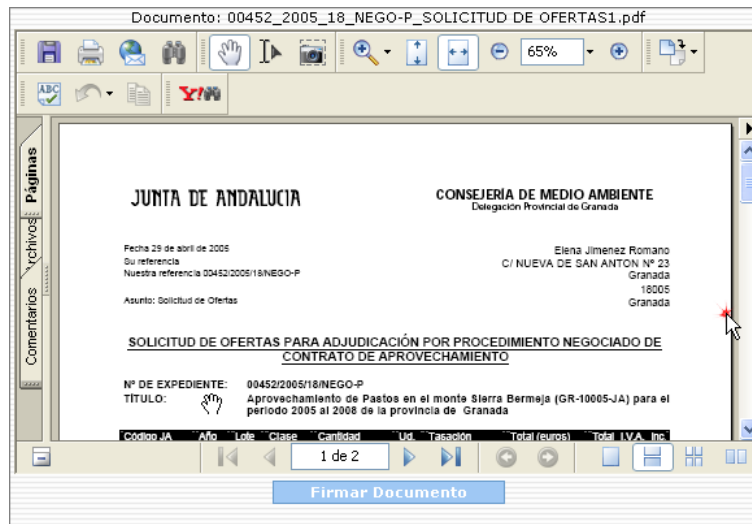 Documento: 00452_2005_18_NEGO-P_SOLICITUD DE OFERTAS1.pdf
65%
ABC
Y!
Páginas
rchivos
Comentarios
JUNTA DE ANDALUCIA
CONSEJERÍA DE MEDIO AMBIENTE
Delegación Provincial de Granada
Fecha 29 de abril de 2005
Su referencia
Nuestra referencia 00452/2005/18/NEGO-P
Asunto: Solicitud de Ofertas
Elena Jimenez Romano
C/ NUEVA DE SAN ANTON Nº 23
Granada
18005
Granada
SOLICITUD DE OFERTAS PARA ADJUDICACIÓN POR PROCEDIMIENTO NEGOCIADO DE
CONTRATO DE APROVECHAMIENTO
Nº DE EXPEDIENTE: 00452/2005/18/NEGO-P
TÍTULO: Aprovechamiento de Pastos en el monte Sierra Bermeja (GR-10005-JA) para el
periodo 2005 al 2008 de la provincia de Granada
Código JA Año Lote Clase Cantidad Ud. Tasación Total (euros) Total I.V.A. Inc.
1 de 2
Firmar Documento